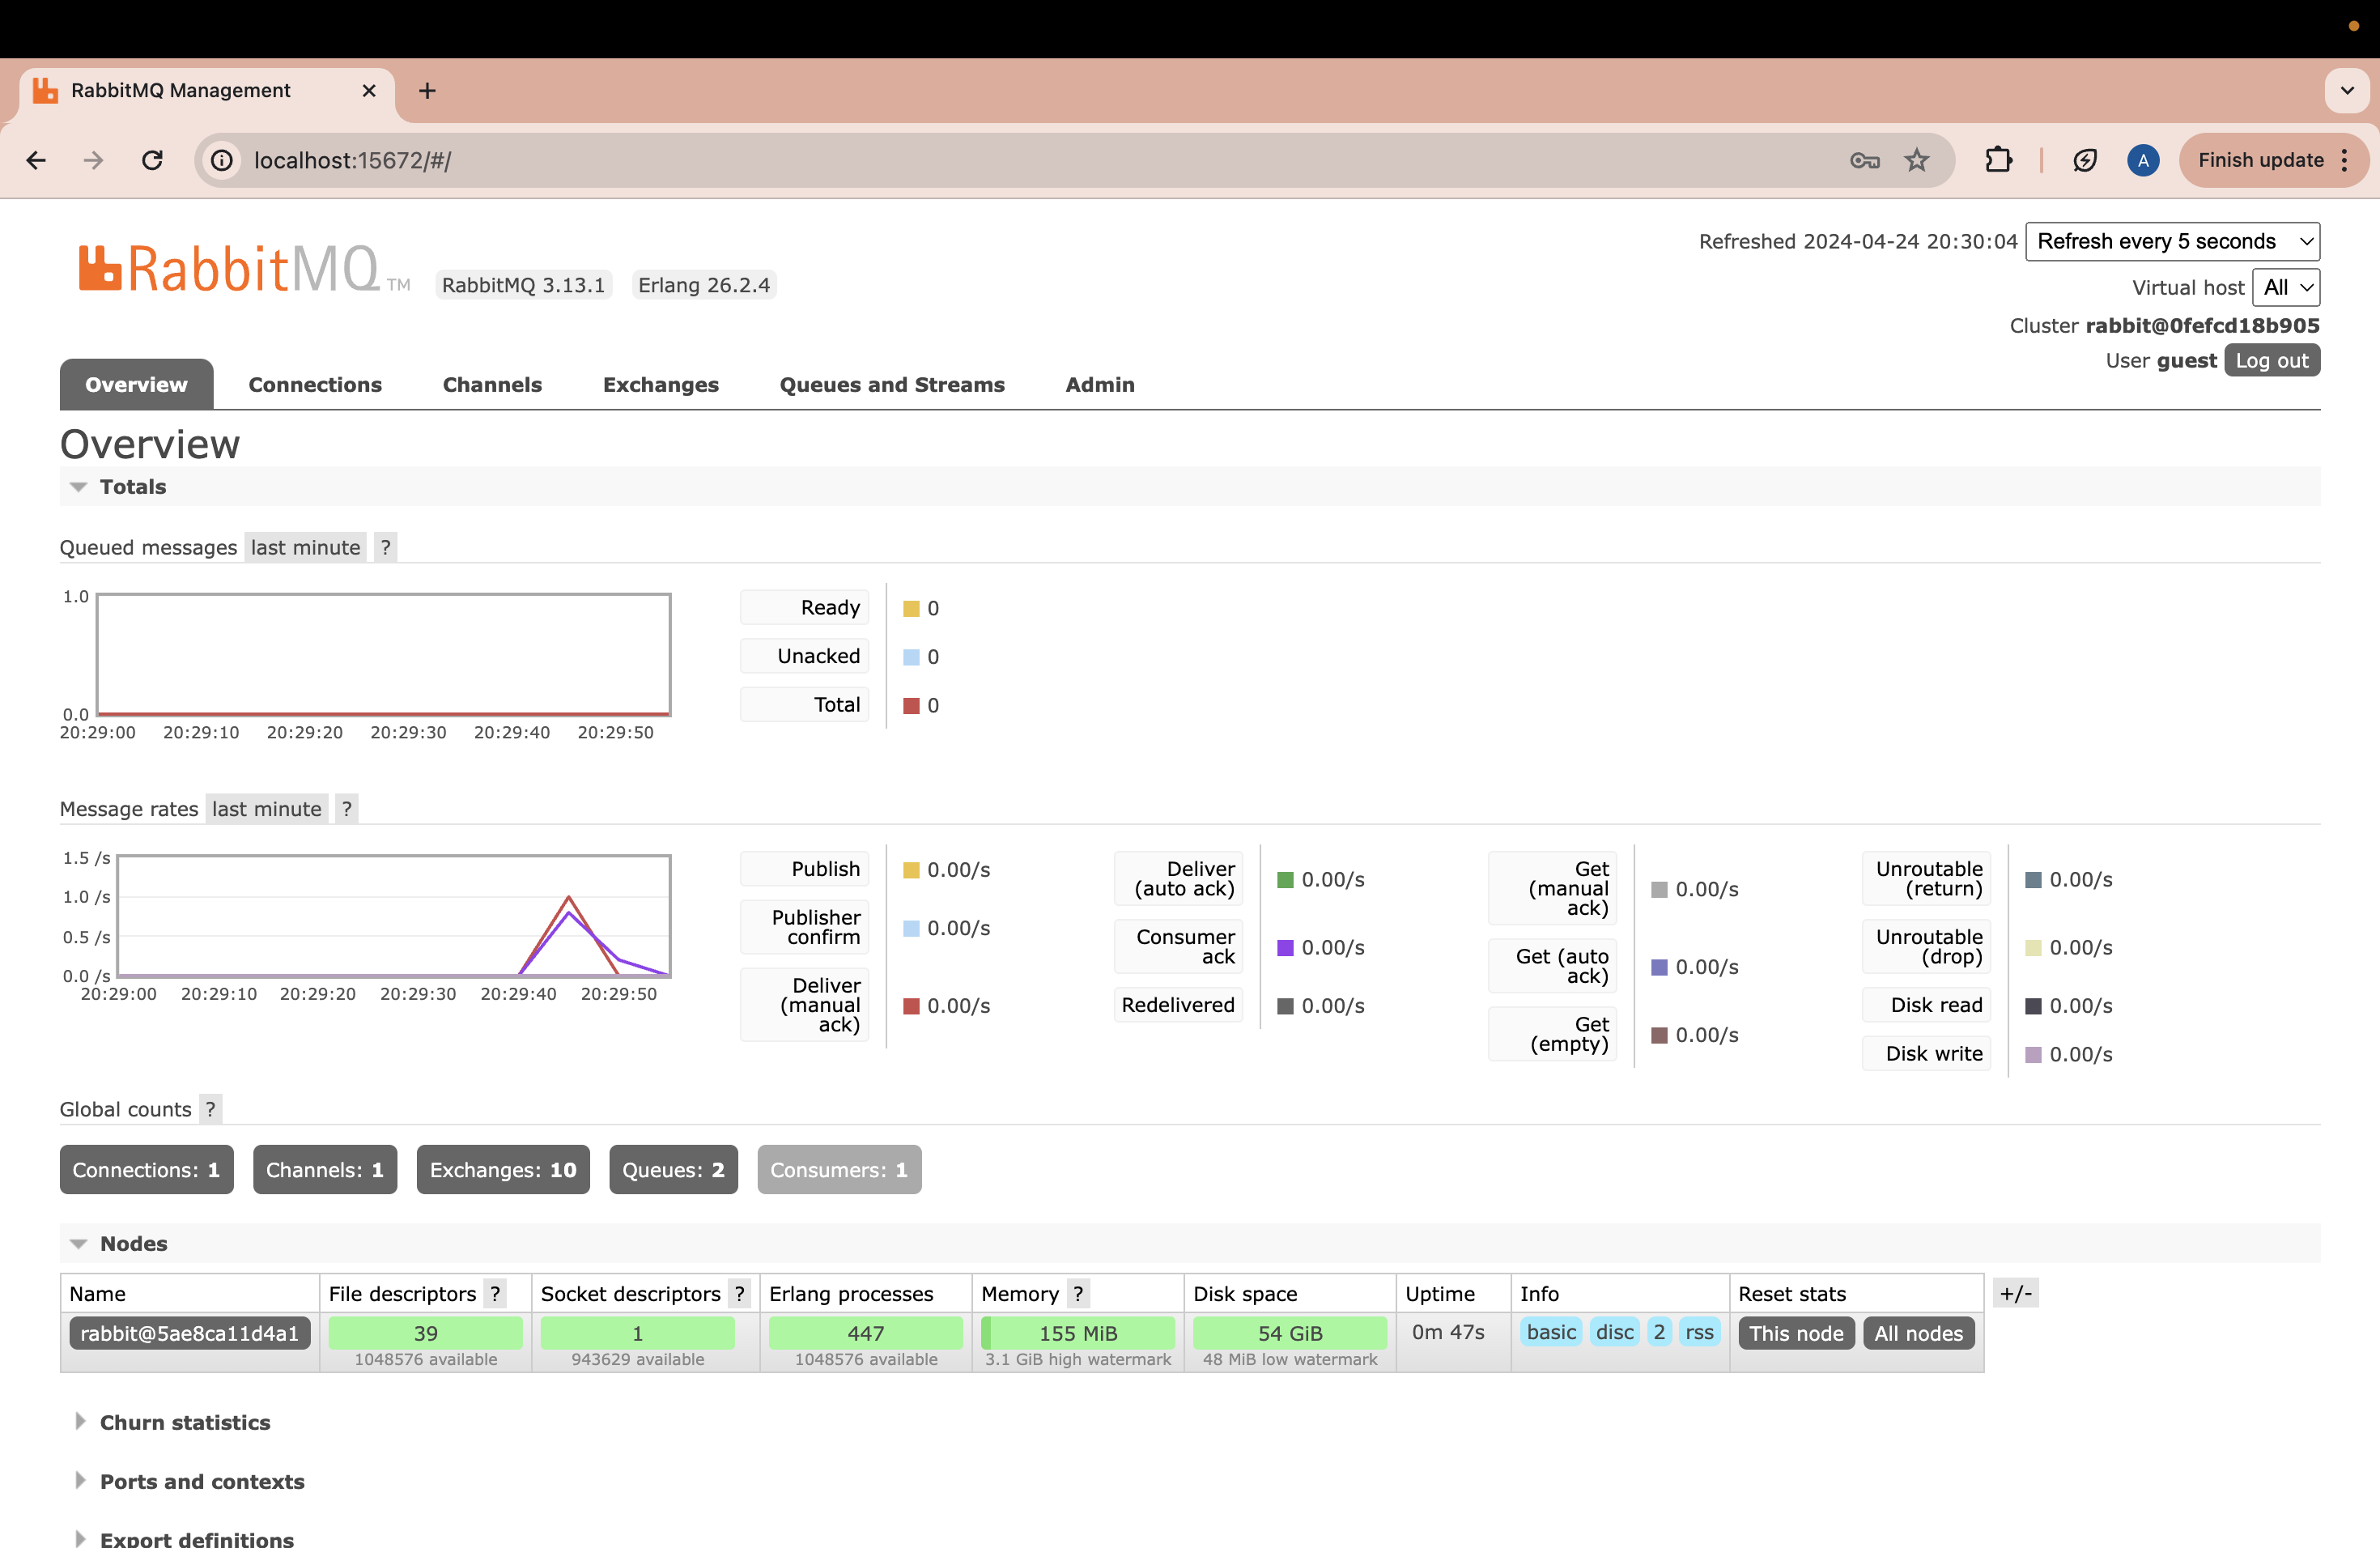 RabbitMQ Management
localhost:15672/#/
A
Finish update
RabbitMQ TM
RabbitMQ 3.13.1
Erlang 26.2.4
Refreshed 2024-04-24 20:30:04 Refresh every 5 seconds
Virtual host All
Cluster rabbit@0fefcd18b905
User guest Log out
Overview Connections Channels Exchanges Queues and Streams Admin
Overview
Totals
Queued messages last minute ?
1.0
0.0
20:29:00 20:29:10 20:29:20 20:29:30 20:29:40 20:29:50
Ready 0
Unacked 0
Total 0
Message rates last minute ?
1.5 /s
1.0 /s
0.5 /s
0.0 /s
20:29:00 20:29:10 20:29:20 20:29:30 20:29:40 20:29:50
Publish 0.00/s
Publisher
confirm 0.00/s
Deliver
(manual
ack) 0.00/s
Deliver
(auto ack) 0.00/s
Consumer
ack 0.00/s
Redelivered 0.00/s
Get
(manual
ack) 0.00/s
Get (auto
ack) 0.00/s
Get
(empty) 0.00/s
Unroutable
(return) 0.00/s
Unroutable
(drop) 0.00/s
Disk read 0.00/s
Disk write 0.00/s
Global counts ?
Connections: 1 Channels: 1 Exchanges: 10 Queues: 2 Consumers: 1
Nodes
Name File descriptors ? Socket descriptors ? Erlang processes Memory ? Disk space Uptime Info Reset stats +/-
rabbit@5ae8ca11d4a1 39 1 447 155 MiB 54 GiB 0m 47s basic disc 2 rss This node All nodes
1048576 available 943629 available 1048576 available 3.1 GiB high watermark 48 MiB low watermark
Churn statistics
Ports and contexts
Export definitions